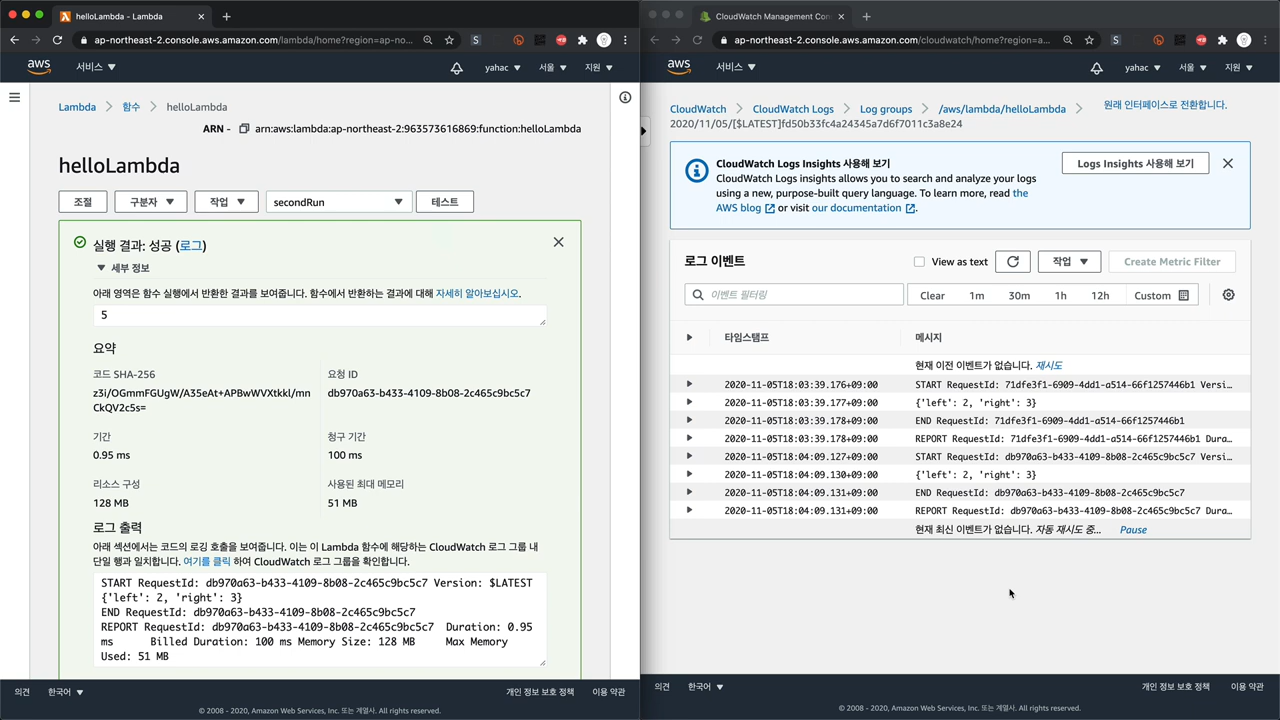 helloLambda - Lambda
ap-northeast-2.console.aws.amazon.com/lambda/home?region=ap-no...
aws
서비스
yahac
서울
지원
Lambda
함수
helloLambda
ARN - arn:aws:lambda:ap-northeast-2:963573616869:function:helloLambda
helloLambda
조절
구분자
작업
secondRun
테스트
실행 결과: 성공 (로그)
세부 정보
아래 영역은 함수 실행에서 반환한 결과를 보여줍니다. 함수에서 반환하는 결과에 대해 자세히 알아보십시오.
5
요약
코드 SHA-256
z3i/OGmmFGUgW/A35eAt+APBwWVXtkkl/mn
CkQV2c5s=
요청 ID
db970a63-b433-4109-8b08-2c465c9bc5c7
기간
0.95 ms
청구 기간
100 ms
리소스 구성
128 MB
사용된 최대 메모리
51 MB
로그 출력
아래 섹션에서는 코드의 로깅 호출을 보여줍니다. 이는 이 Lambda 함수에 해당하는 CloudWatch 로그 그룹 내
단일 행과 일치합니다. 여기를 클릭 하여 CloudWatch 로그 그룹을 확인합니다.
START RequestId: db970a63-b433-4109-8b08-2c465c9bc5c7 Version: $LATEST
{'left': 2, 'right': 3}
END RequestId: db970a63-b433-4109-8b08-2c465c9bc5c7
REPORT RequestId: db970a63-b433-4109-8b08-2c465c9bc5c7 Duration: 0.95
ms Billed Duration: 100 ms Memory Size: 128 MB Max Memory
Used: 51 MB
의견
한국어
개인 정보 보호 정책
이용 약관
© 2008 - 2020, Amazon Web Services, Inc. 또는 계열사. All rights reserved.
CloudWatch Management Con
ap-northeast-2.console.aws.amazon.com/cloudwatch/home?region=a...
aws
서비스
yahac
서울
지원
CloudWatch
CloudWatch Logs
Log groups
/aws/lambda/helloLambda
원래 인터페이스로 전환합니다.
2020/11/05/[$LATEST]fd50b33fc4a24345a7d6f7011c3a8e24
CloudWatch Logs Insights 사용해 보기
CloudWatch Logs insights allows you to search and analyze your logs
using a new, purpose-built query language. To learn more, read the
AWS blog or visit our documentation .
Logs Insights 사용해 보기
로그 이벤트
View as text
작업
Create Metric Filter
이벤트 필터링
Clear
1m
30m
1h
12h
Custom
타임스탬프
메시지
현재 이전 이벤트가 없습니다. 재시도
2020-11-05T18:03:39.176+09:00 START RequestId: 71dfe3f1-6909-4dd1-a514-66f1257446b1 Versi...
2020-11-05T18:03:39.177+09:00 {'left': 2, 'right': 3}
2020-11-05T18:03:39.178+09:00 END RequestId: 71dfe3f1-6909-4dd1-a514-66f1257446b1
2020-11-05T18:03:39.178+09:00 REPORT RequestId: 71dfe3f1-6909-4dd1-a514-66f1257446b1 Dura...
2020-11-05T18:04:09.127+09:00 START RequestId: db970a63-b433-4109-8b08-2c465c9bc5c7 Versi...
2020-11-05T18:04:09.130+09:00 {'left': 2, 'right': 3}
2020-11-05T18:04:09.131+09:00 END RequestId: db970a63-b433-4109-8b08-2c465c9bc5c7
2020-11-05T18:04:09.131+09:00 REPORT RequestId: db970a63-b433-4109-8b08-2c465c9bc5c7 Dura...
현재 최신 이벤트가 없습니다. 자동 재시도 중... Pause
의견
한국어
개인 정보 보호 정책
이용 약관
© 2008 - 2020, Amazon Web Services, Inc. 또는 계열사. All rights reserved.